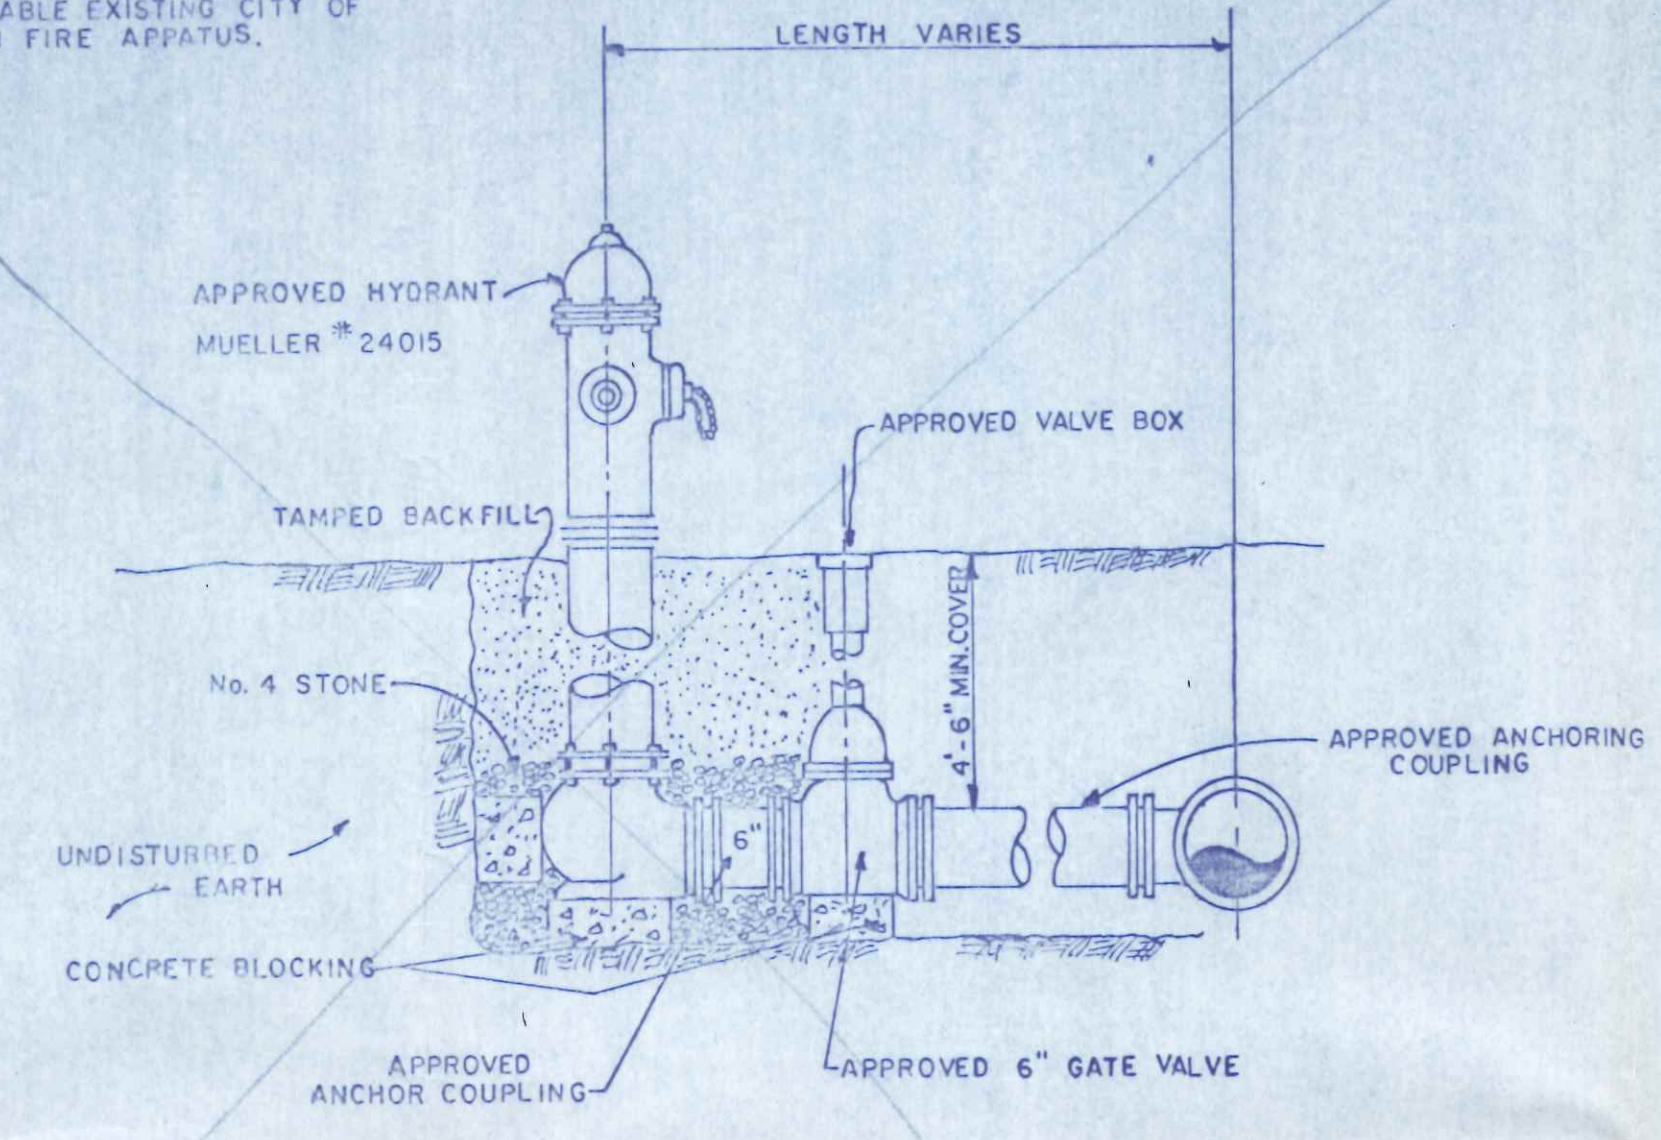 ABLE EXISTING CITY OF
FIRE APPATUS.
LENGTH VARIES
APPROVED HYDRANT
MUELLER # 24015
APPROVED VALVE BOX
TAMPED BACKFILL
4'-6" MIN. COVER
No. 4 STONE
APPROVED ANCHORING
COUPLING
6"
UNDISTURBED
EARTH
CONCRETE BLOCKING
APPROVED
ANCHOR COUPLING
APPROVED 6" GATE VALVE